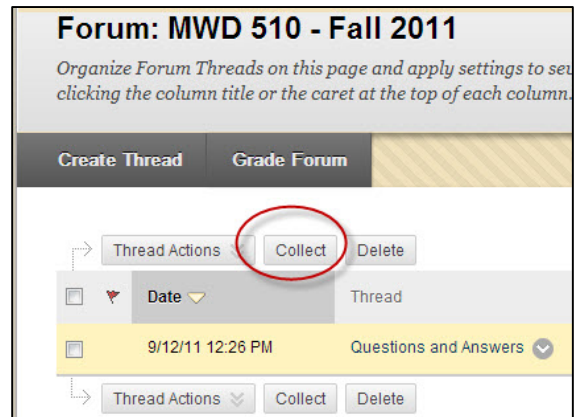 Forum: MWD 510 - Fall 2011
Organize Forum Threads on this page and apply settings to
clicking the column title or the caret at the top of each column.
Create Thread Grade Forum
Thread Actions Collect Delete
Date Thread
9/12/11 12:26 PM Questions and Answers
Thread Actions Collect Delete